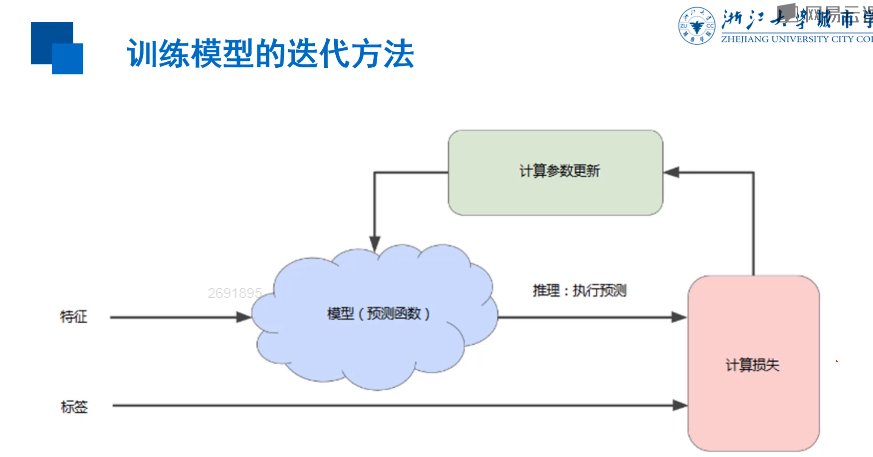 训练模型的迭代方法
浙江大学城市学
ZHEJIANG UNIVERSITY CITY COL
网易云课
计算参数更新
2691895
推理：执行预测
特征
模型（预测函数）
计算损失
标签